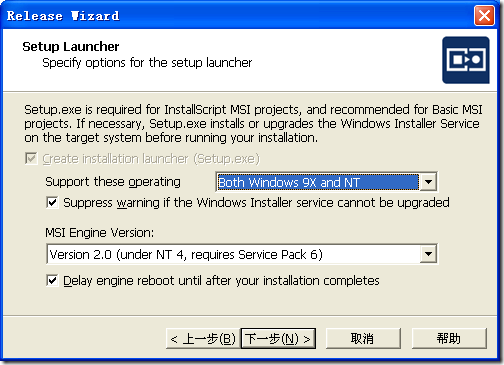 Release Wizard
Setup Launcher
Specify options for the setup launcher
Setup.exe is required for InstallScript MSI projects, and recommended for Basic MSI
projects. If necessary, Setup.exe installs or upgrades the Windows Installer Service
on the target system before running your installation.
Create installation launcher (Setup.exe)
Support these operating Both Windows 9X and NT
Suppress warning if the Windows Installer service cannot be upgraded
MSI Engine Version:
Version 2.0 (under NT 4, requires Service Pack 6)
Delay engine reboot until after your installation completes
< 上一步(B) 下一步(N) > 取消 帮助